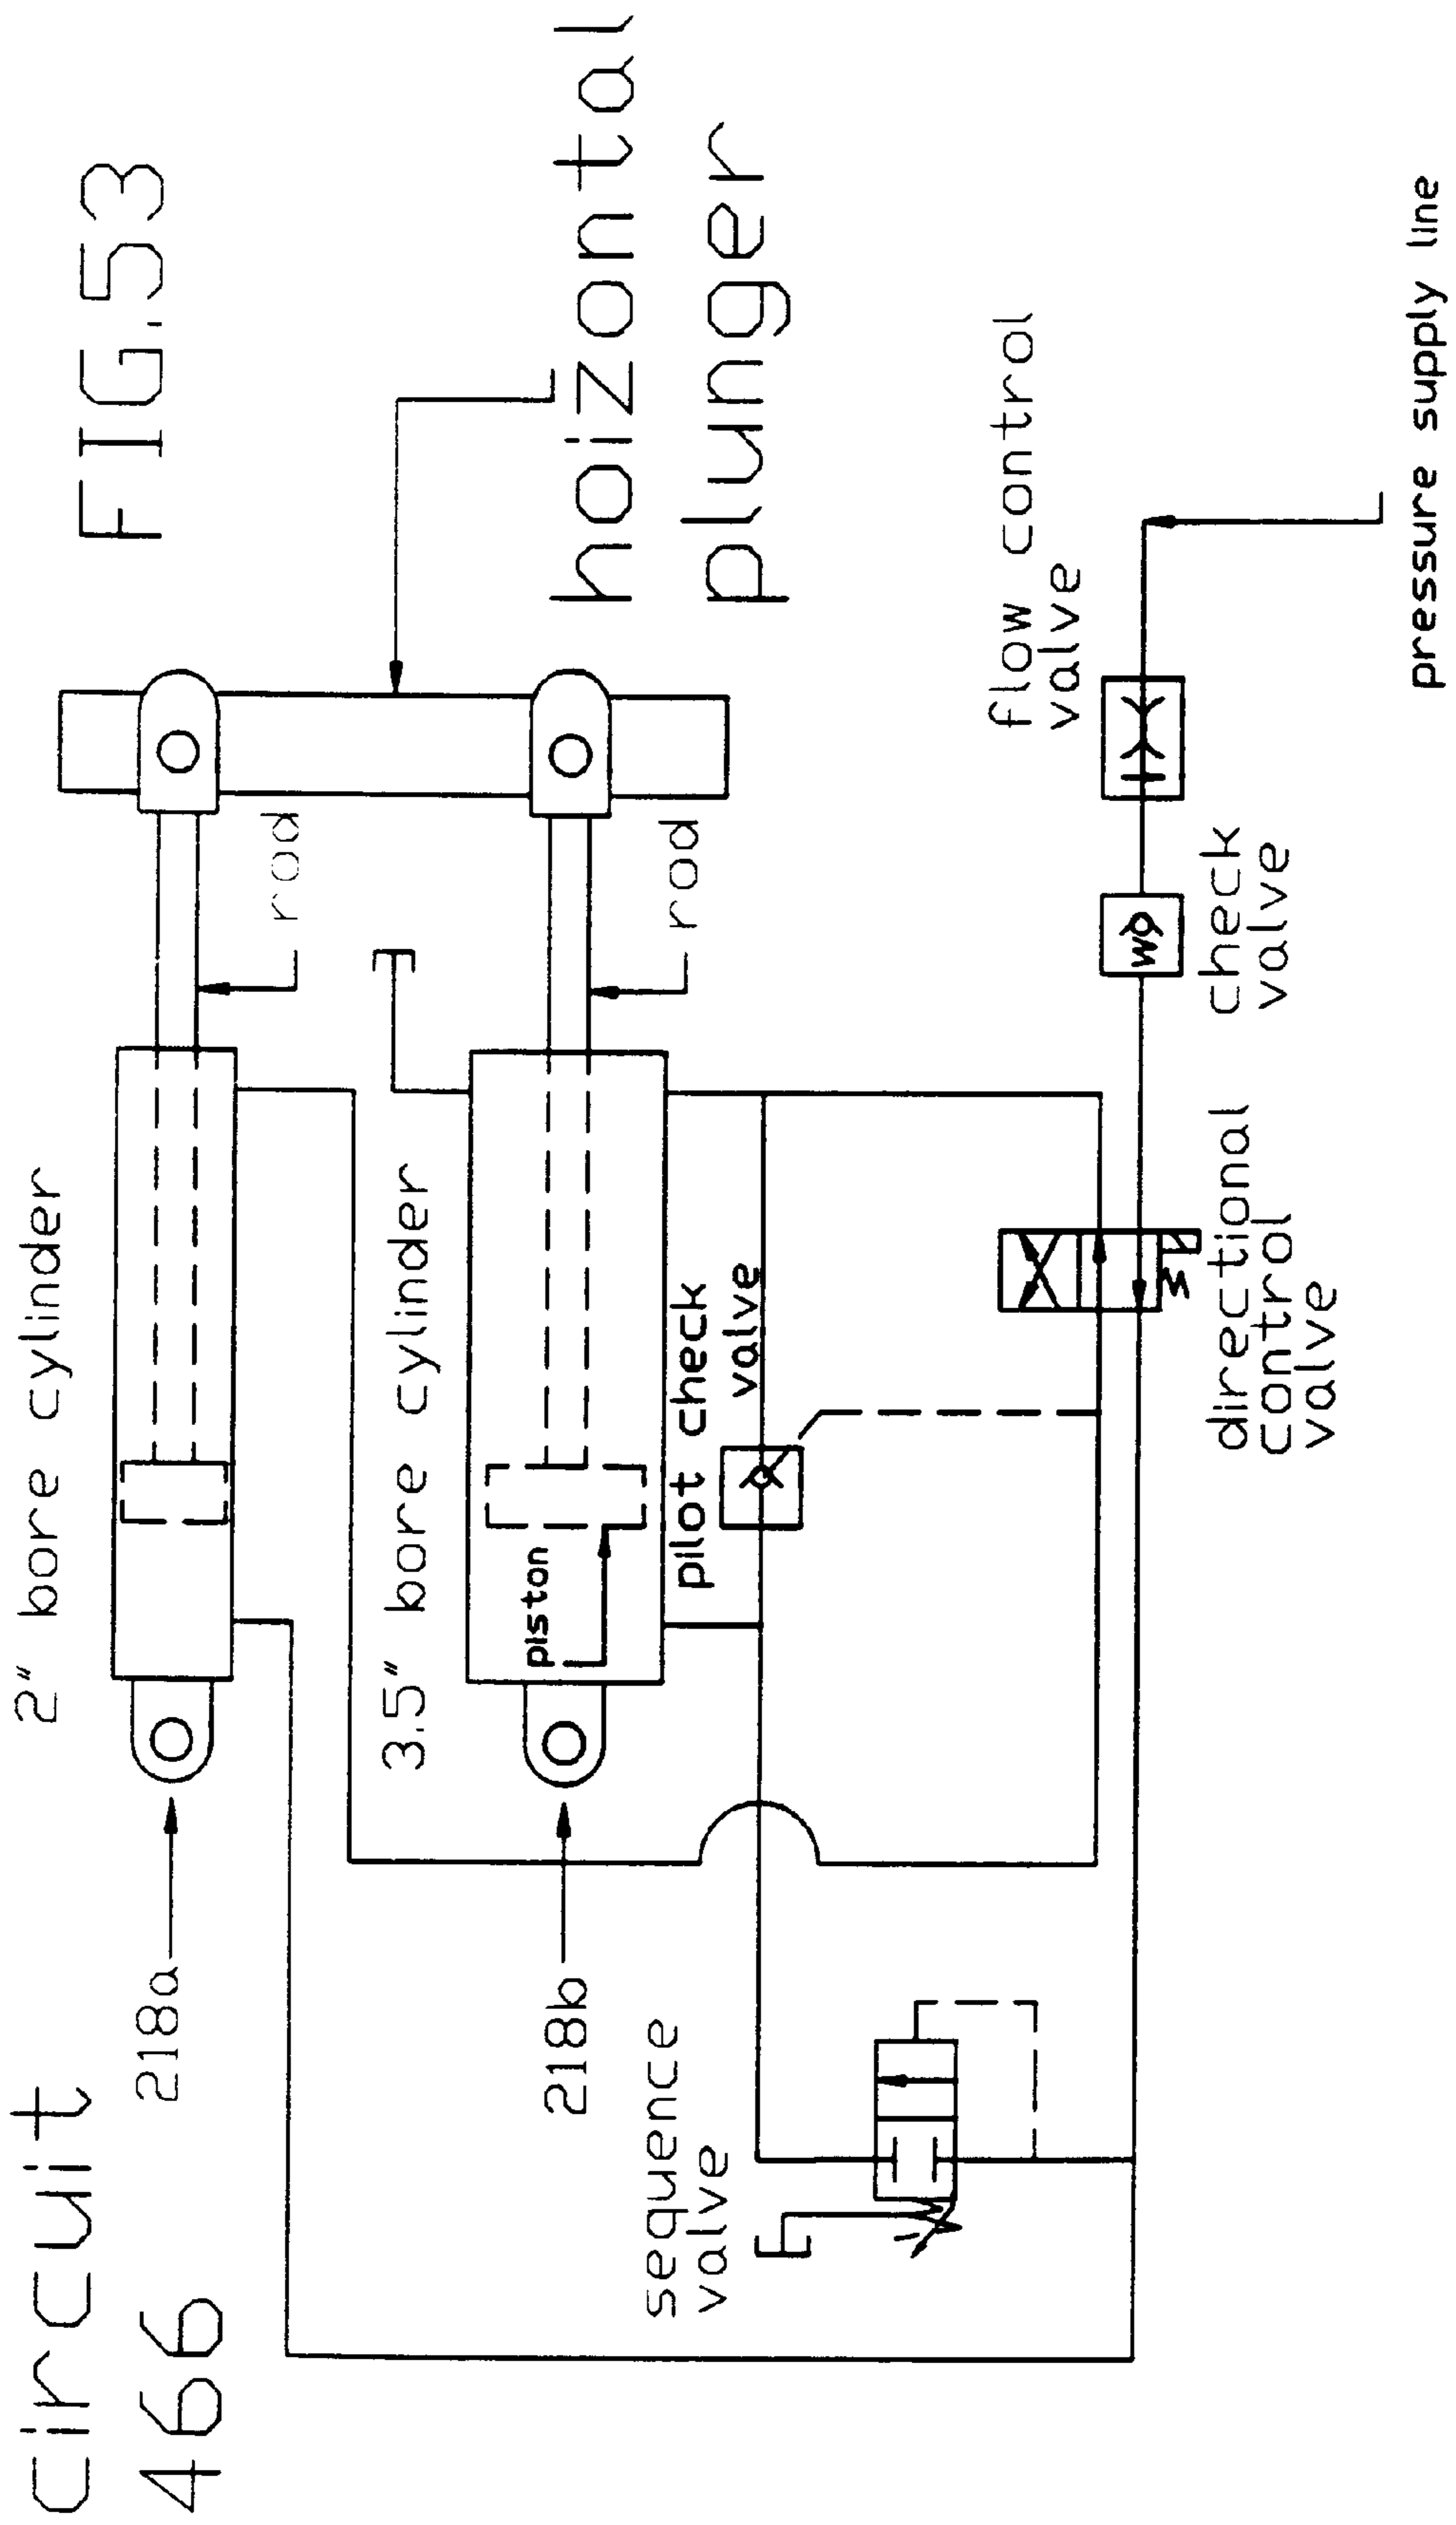 circuit
466
FIG.53
2" bore cylinder
218a
rod
3.5" bore cylinder
218b
piston
rod
hoizontal
plunger
pilot check
valve
sequence
valve
flow control
valve
check
valve
directional
control
valve
pressure supply line